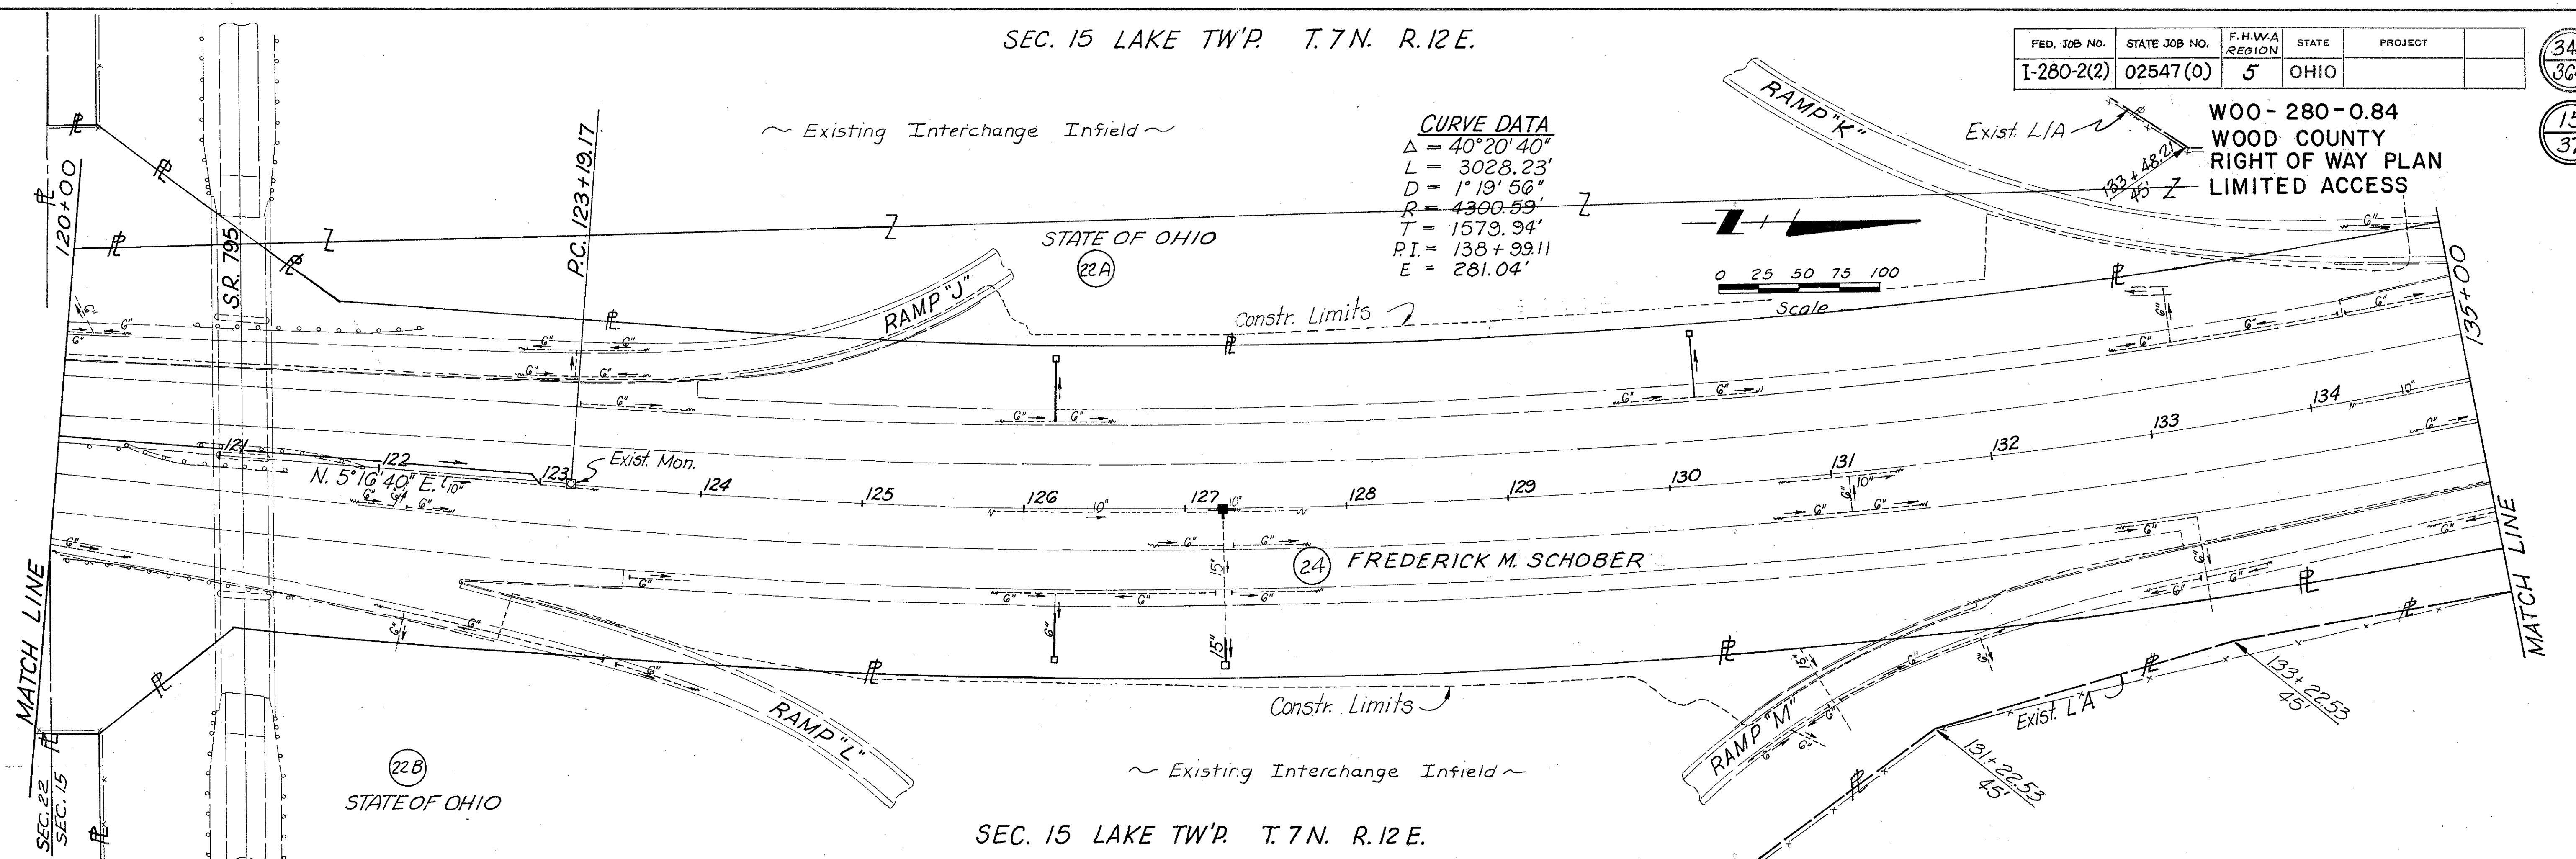 SEC. 15 LAKE TW'P. T. 7 N. R. 12 E.
FED. JOB NO. STATE JOB NO. F.H.W.A REGION STATE PROJECT
I-280-2(2) 02547(0) 5 OHIO
WOO-280-0.84
WOOD COUNTY
RIGHT OF WAY PLAN
LIMITED ACCESS
Exist. L/A
133 + 48.21
45'
RAMP "K"
~ Existing Interchange Infield ~
CURVE DATA
Δ = 40°20'40"
L = 3028.23'
D = 1°19'56"
R = 4300.59'
T = 1579.94'
P.I. = 138+99.11
E = 281.04'
0 25 50 75 100
Scale
120+00
S.R. 795
P.C. 123+19.17
STATE OF OHIO
22A
RAMP "J"
Constr. Limits
135+00
121 122 123 124 125 126 127 128 129 130 131 132 133 134
N. 5°16'40" E.
Exist. Mon.
6"
10"
15"
24 FREDERICK M. SCHOBER
MATCH LINE
MATCH LINE
RAMP "L"
Constr. Limits
RAMP "M"
Exist. L'A
133+22.53
45'
131+22.53
45'
22B
STATE OF OHIO
~ Existing Interchange Infield ~
SEC. 22
SEC. 15
SEC. 15 LAKE TW'P. T. 7 N. R. 12 E.